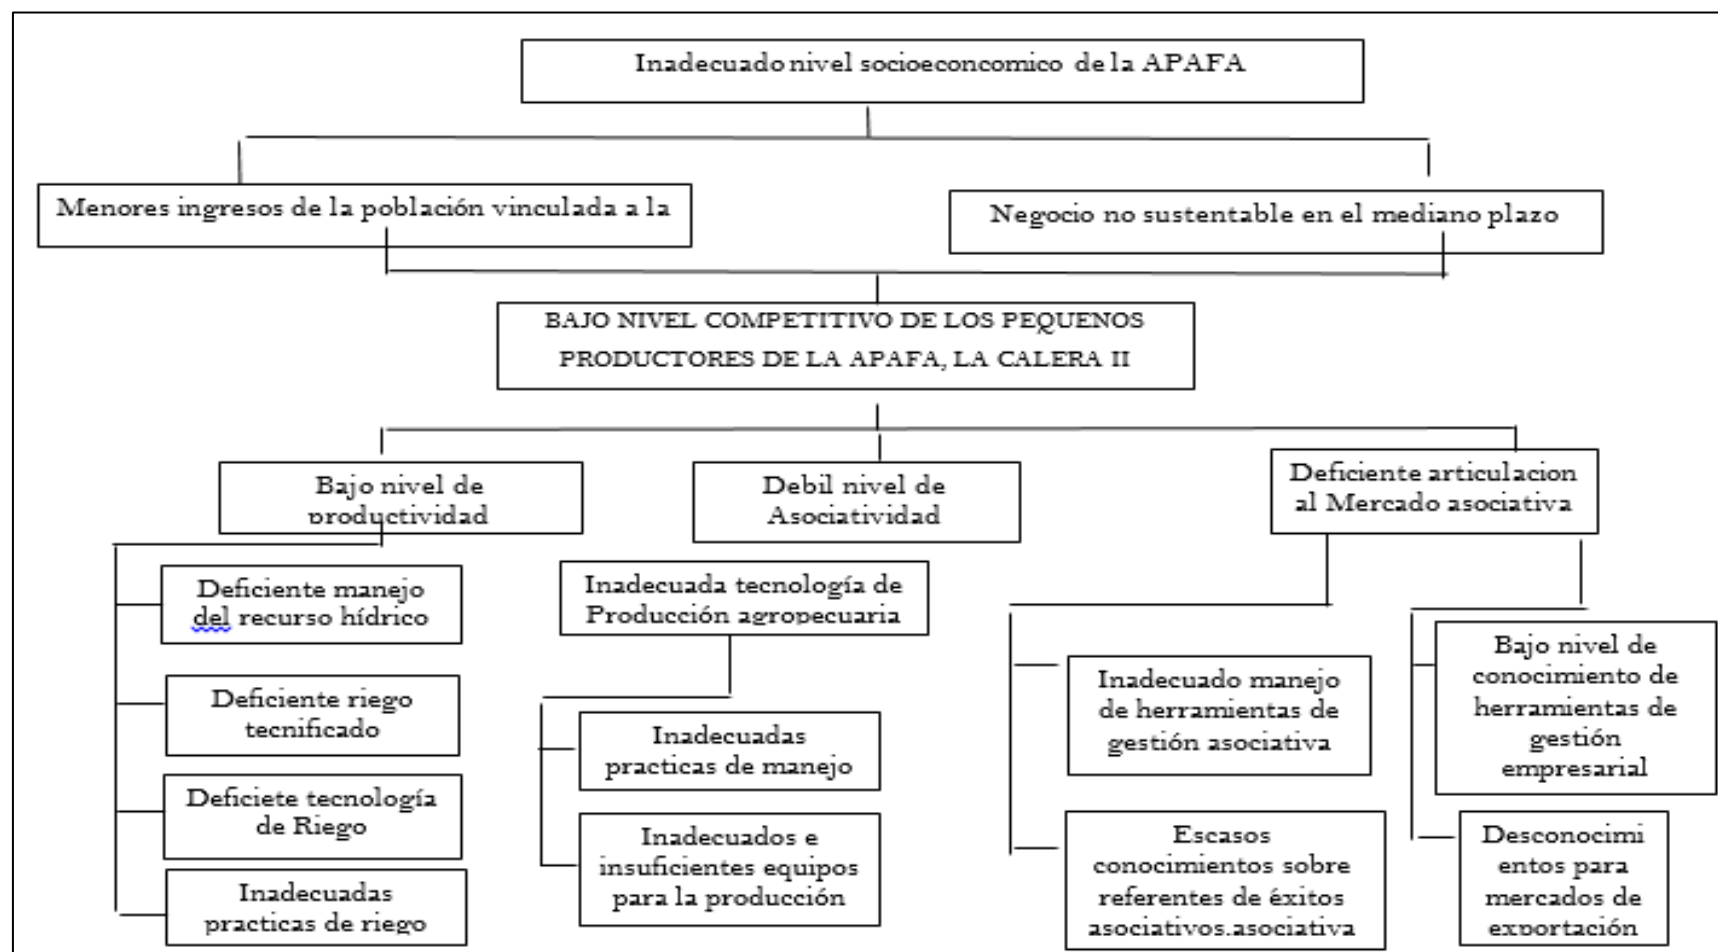 Inadecuado nivel socioeconcomico de la APAFA
Menores ingresos de la población vinculada a la
Negocio no sustentable en el mediano plazo
BAJO NIVEL COMPETITIVO DE LOS PEQUENOS
PRODUCTORES DE LA APAFA, LA CALERA II
Bajo nivel de
productividad
Debil nivel de
Asociatividad
Deficiente articulacion
al Mercado asociativa
Deficiente manejo
del recurso hídrico
Deficiente riego
tecnificado
Deficiete tecnología
de Riego
Inadecuadas
practicas de riego
Inadecuada tecnología de
Producción agropecuaria
Inadecuadas
practicas de manejo
Inadecuados e
insuficientes equipos
para la producción
Inadecuado manejo
de herramientas de
gestión asociativa
Escasos
conocimientos sobre
referentes de éxitos
asociativos.asociativa
Bajo nivel de
conocimiento de
herramientas de
gestión
empresarial
Desconocimi
entos para
mercados de
exportación